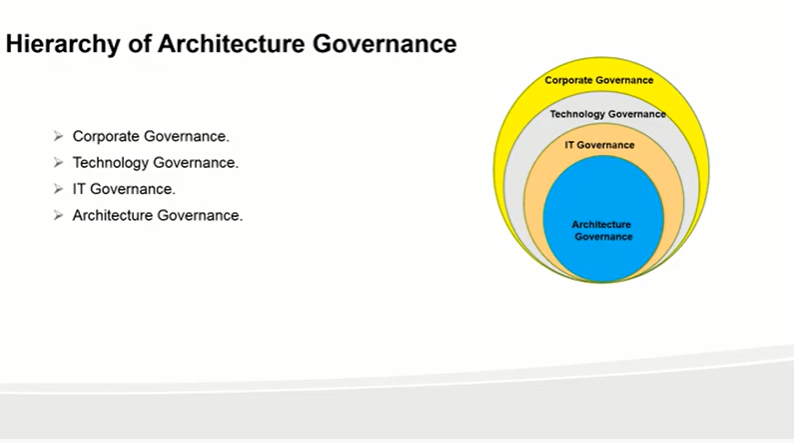 Hierarchy of Architecture Governance
Corporate Governance.
Technology Governance.
IT Governance.
Architecture Governance.
Corporate Governance
Technology Governance
IT Governance
Architecture
Governance